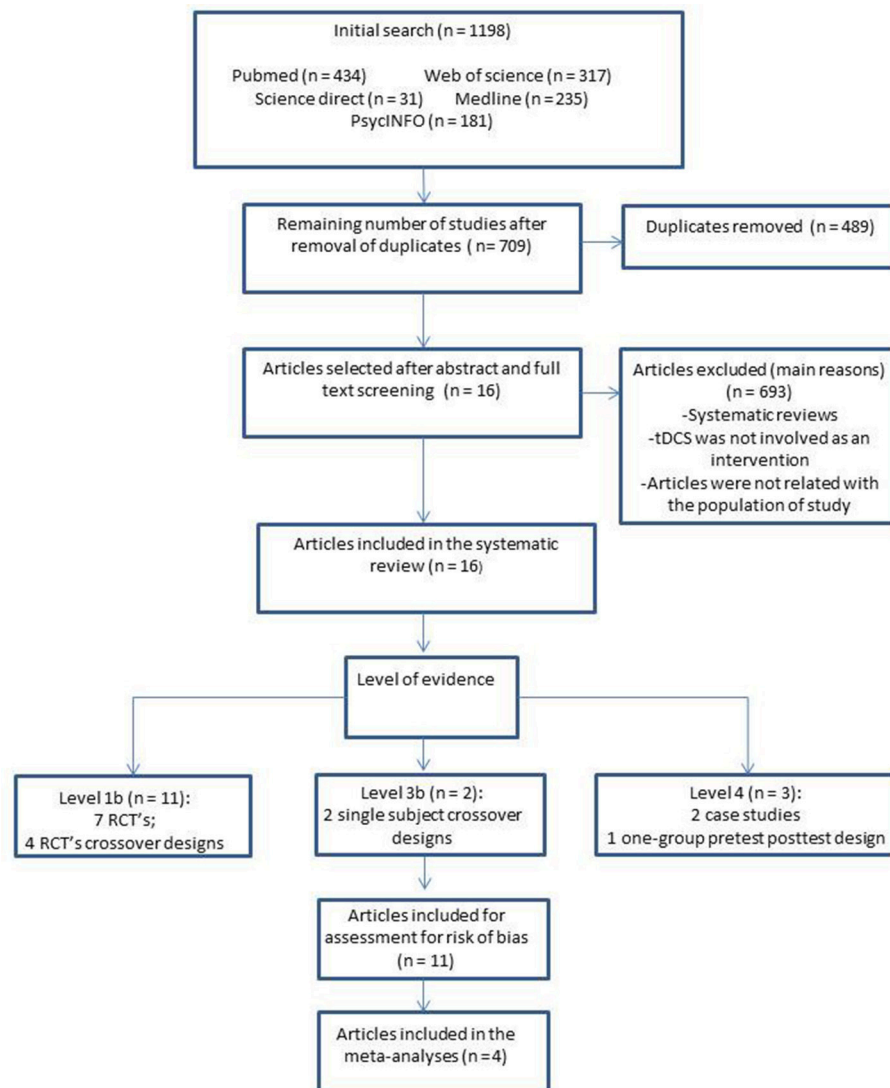 Initial search (n = 1198)
Pubmed (n = 434) Web of science (n = 317)
Science direct (n = 31) Medline (n = 235)
PsycINFO (n = 181)
Remaining number of studies after
removal of duplicates ( n= 709)
Duplicates removed (n = 489)
Articles selected after abstract and full
text screening (n = 16)
Articles excluded (main reasons)
(n = 693)
-Systematic reviews
-tDCS was not involved as an
intervention
-Articles were not related with
the population of study
Articles included in the systematic
review (n = 16)
Level of evidence
Level 1b (n = 11):
7 RCT's;
4 RCT's crossover designs
Level 3b (n = 2):
2 single subject crossover
designs
Level 4 (n = 3):
2 case studies
1 one-group pretest posttest design
Articles included for
assessment for risk of bias
(n = 11)
Articles included in the
meta-analyses (n = 4)